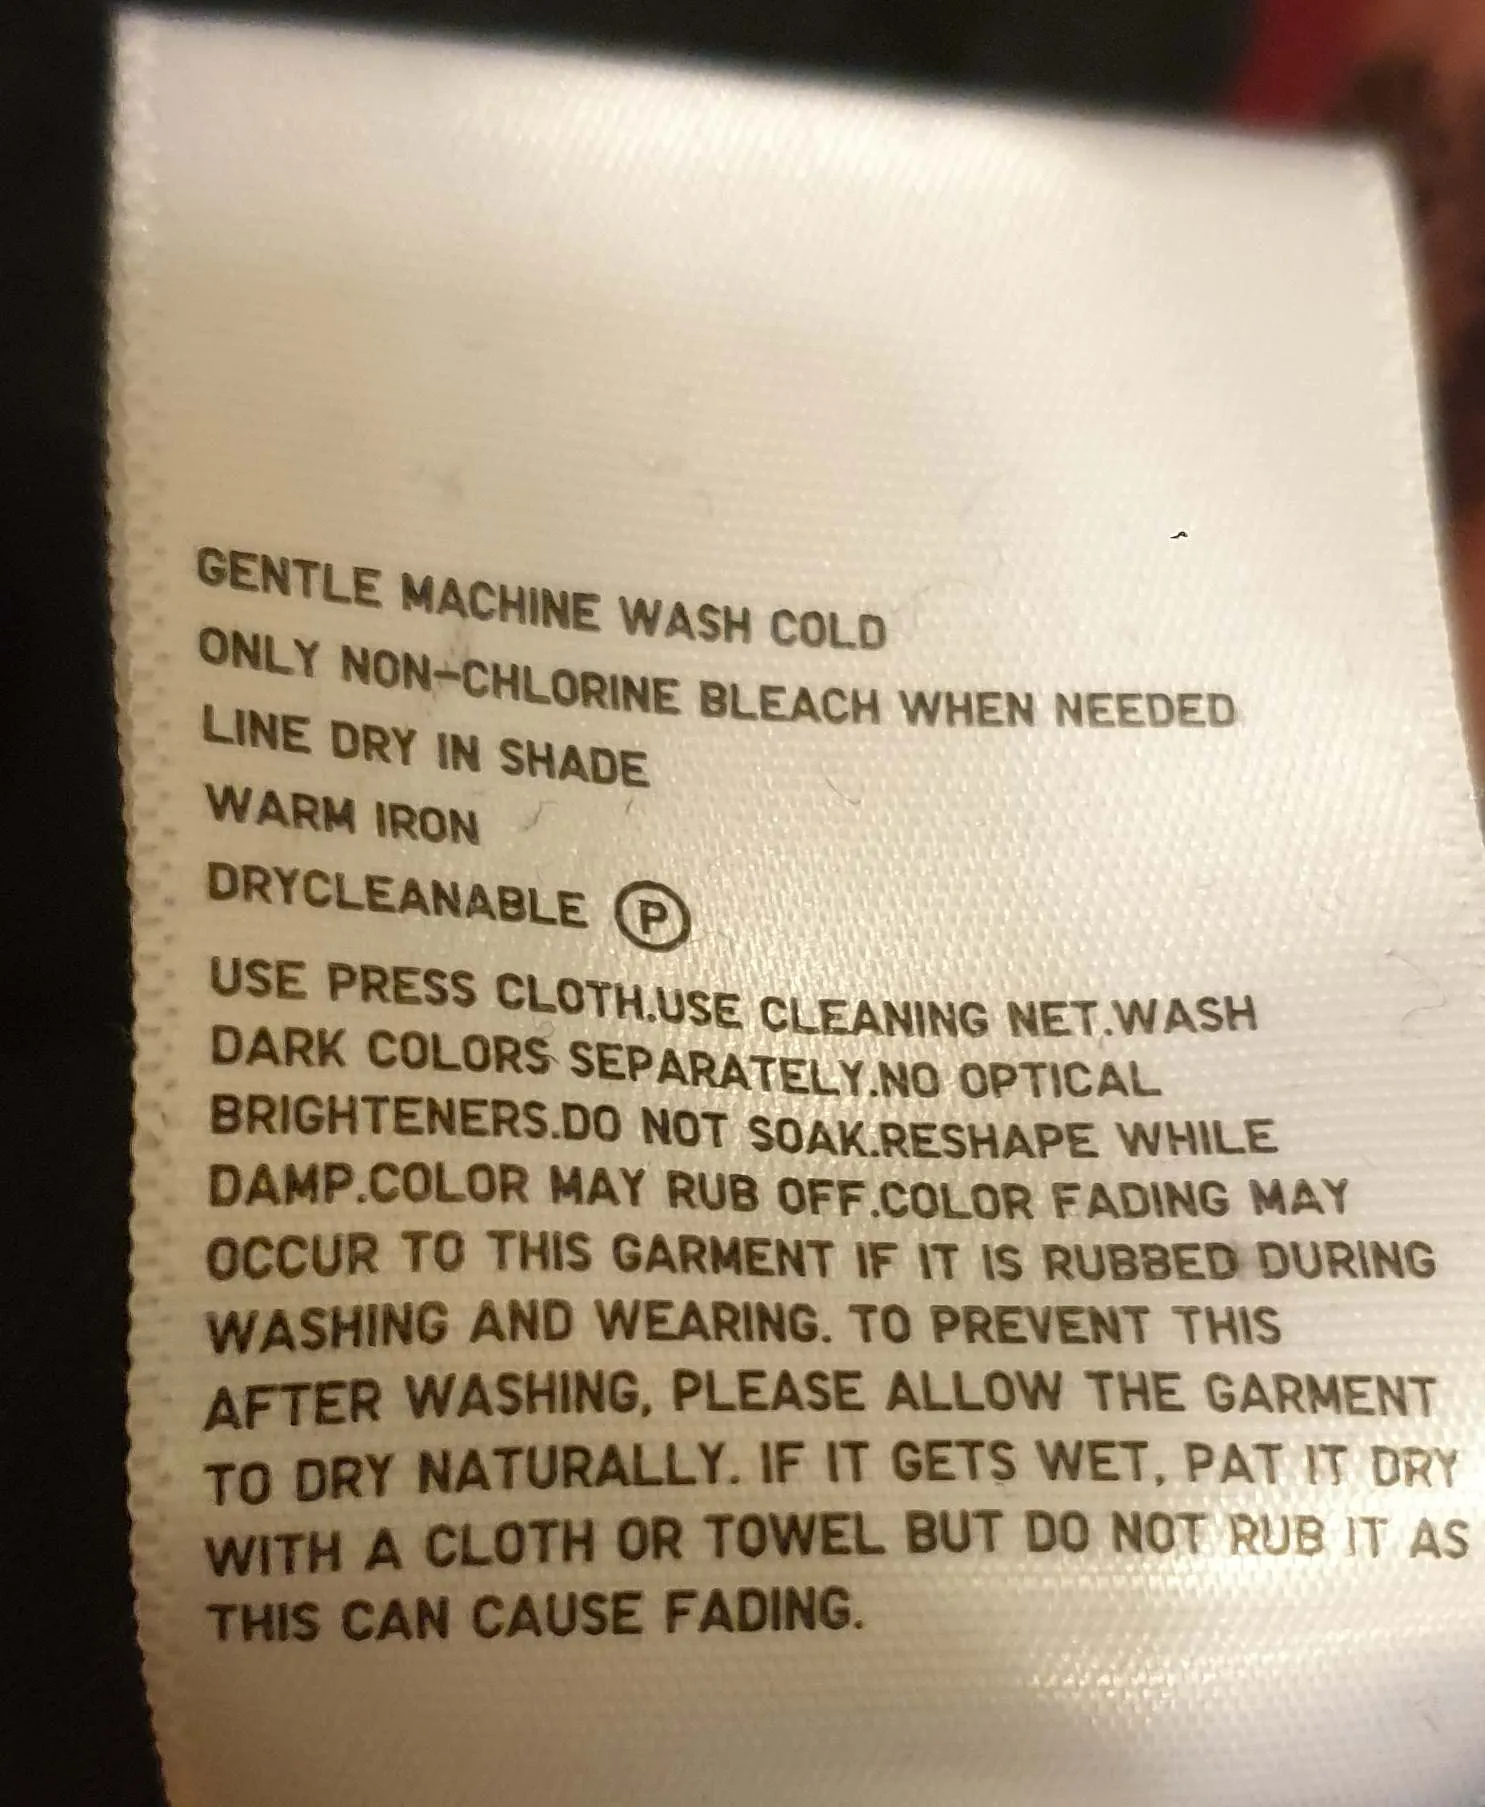 GENTLE MACHINE WASH COLD
ONLY NON-CHLORINE BLEACH WHEN NEEDED
LINE DRY IN SHADE
WARM IRON
DRYCLEANABLE Ⓟ
USE PRESS CLOTH.USE CLEANING NET.WASH
DARK COLORS SEPARATELY.NO OPTICAL
BRIGHTENERS.DO NOT SOAK.RESHAPE WHILE
DAMP.COLOR MAY RUB OFF.COLOR FADING MAY
OCCUR TO THIS GARMENT IF IT IS RUBBED DURING
WASHING AND WEARING. TO PREVENT THIS
AFTER WASHING, PLEASE ALLOW THE GARMENT
TO DRY NATURALLY. IF IT GETS WET, PAT IT DRY
WITH A CLOTH OR TOWEL BUT DO NOT RUB IT AS
THIS CAN CAUSE FADING.